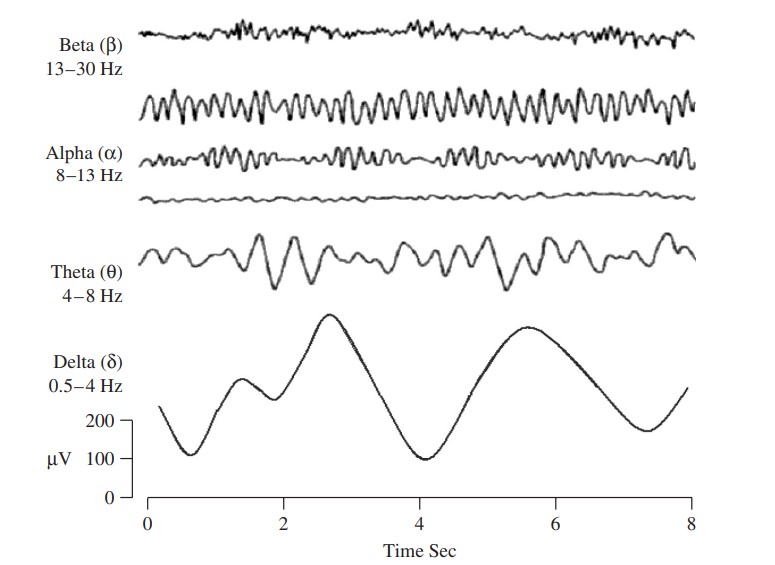 Beta (β)
13–30 Hz
Alpha (α)
8–13 Hz
Theta (θ)
4–8 Hz
Delta (δ)
0.5–4 Hz
200
μV 100
0
0 2 4 6 8
Time Sec